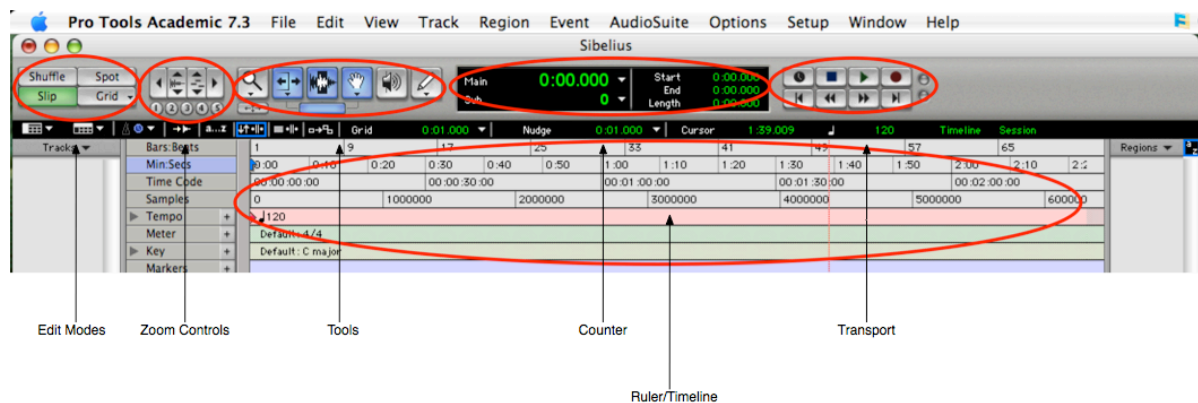 Pro Tools Academic 7.3 File Edit View Track Region Event AudioSuite Options Setup Window Help
Sibelius
Shuffle Spot
Slip Grid
Main 0:00.000
Sub 0
Start 0:00.000
End 0:00.000
Length 0:00.000
1 2 3 4 5
a...z Grid 0:01.000 Nudge 0:01.000 Cursor 1:39.009 120 Timeline Session
Tracks Regions
Bars:Beats 1 9 17 25 33 41 49 57 65
Min:Secs 0:00 0:10 0:20 0:30 0:40 0:50 1:00 1:10 1:20 1:30 1:40 1:50 2:00 2:10
Time Code 00:00:00:00 00:00:30:00 00:01:00:00 00:01:30:00 00:02:00:00
Samples 0 1000000 2000000 3000000 4000000 5000000
Tempo + 120
Meter + Default: 4/4
Key + Default: C major
Markers +
Edit Modes Zoom Controls Tools Counter Transport
Ruler/Timeline